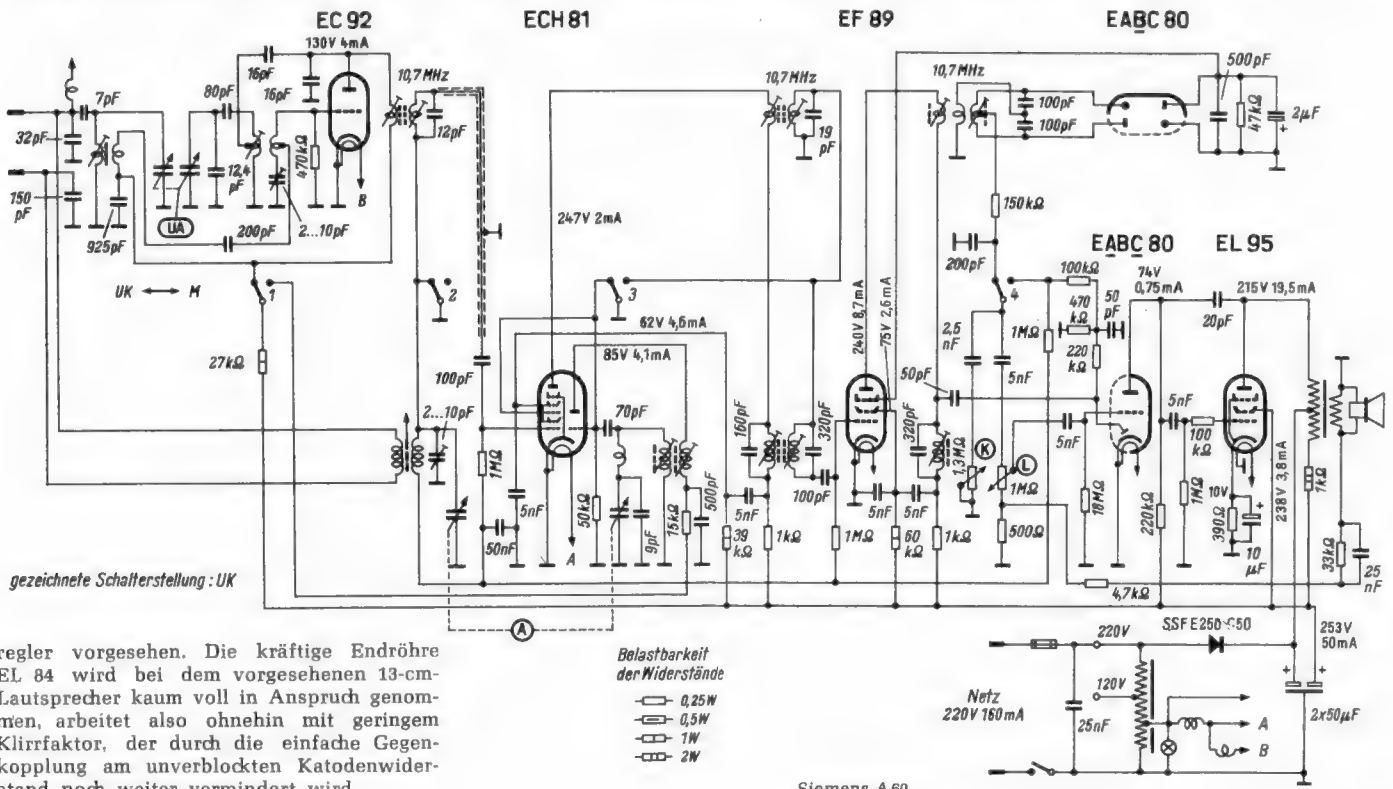 EC 92
ECH 81
EF 89
EABC 80
130V 4mA
16pF
16pF
7pF
80pF
10,7 MHz
12pF
10,7 MHz
19 pF
10,7 MHz
100pF
100pF
500pF
47kΩ
2µF
32pF
150 pF
925pF
UA
12,4 pF
470kΩ
B
200pF
2...10pF
247V 2mA
240V 8,7mA
75V 2,6mA
150kΩ
200pF
EABC 80
EL 95
UK ⟷ M
1
2
3
4
100kΩ
74V 0,75mA
215V 19,5mA
470 kΩ
50 pF
20pF
62V 4,5mA
85V 4,1mA
2,5 nF
1MΩ
220 kΩ
27kΩ
100pF
70pF
50pF
5nF
2...10pF
160pF
320pF
320pF
1,3MΩ
K
L
5nF
5nF
100 kΩ
1MΩ
1MΩ
5nF
50kΩ
15kΩ
500pF
5nF
100pF
5nF
5nF
18MΩ
220kΩ
1MΩ
10V
390Ω
238V 3,8mA
1kΩ
50nF
A
9pF
39 kΩ
1kΩ
1MΩ
60 kΩ
1kΩ
500Ω
10 µF
33kΩ
25 nF
4,7kΩ
gezeichnete Schalterstellung: UK
A
regler vorgesehen. Die kräftige Endröhre
EL 84 wird bei dem vorgesehenen 13-cm-
Lautsprecher kaum voll in Anspruch genom-
men, arbeitet also ohnehin mit geringem
Klirrfaktor, der durch die einfache Gegen-
kopplung am unverblockten Katodenwider-
stand noch weiter vermindert wird.
Belastbarkeit
der Widerstände
0,25W
0,5W
1W
2W
220V
SSF E250 C50
253V 50mA
120V
Netz
220V 160mA
25nF
A
B
2x50µF
Siemens A 60